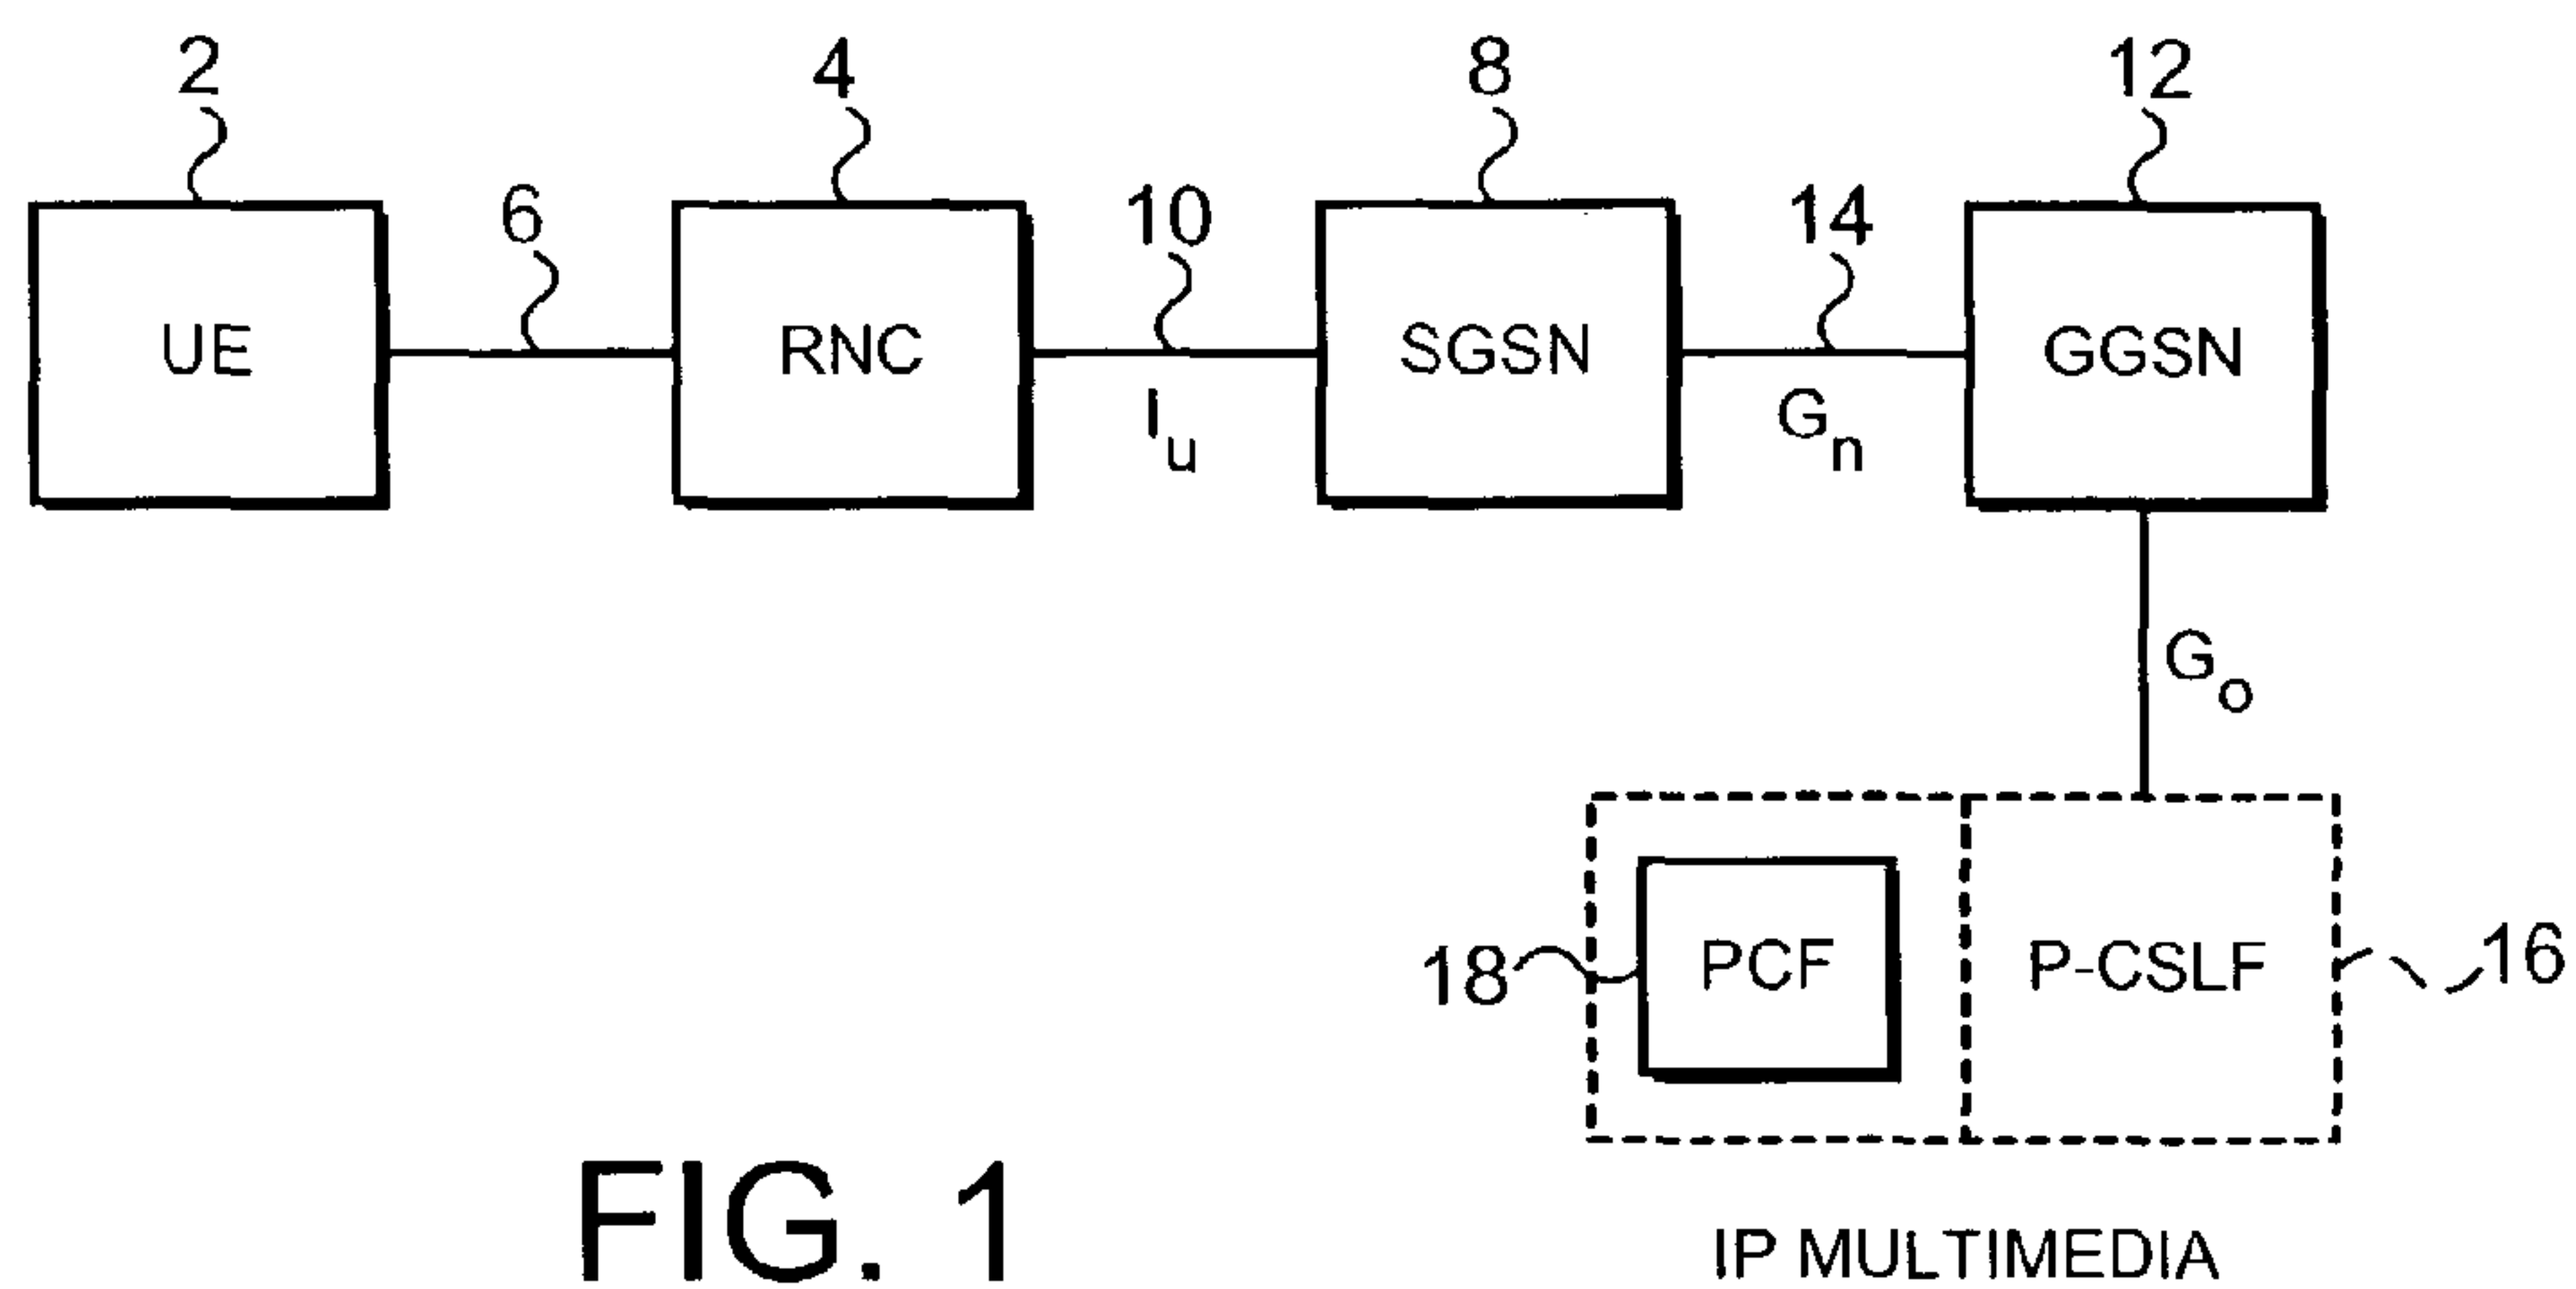 2 4 8 12
6 10 14
UE RNC SGSN GGSN
Iu Gn
Go
18 PCF P-CSLF 16
FIG. 1
IP MULTIMEDIA